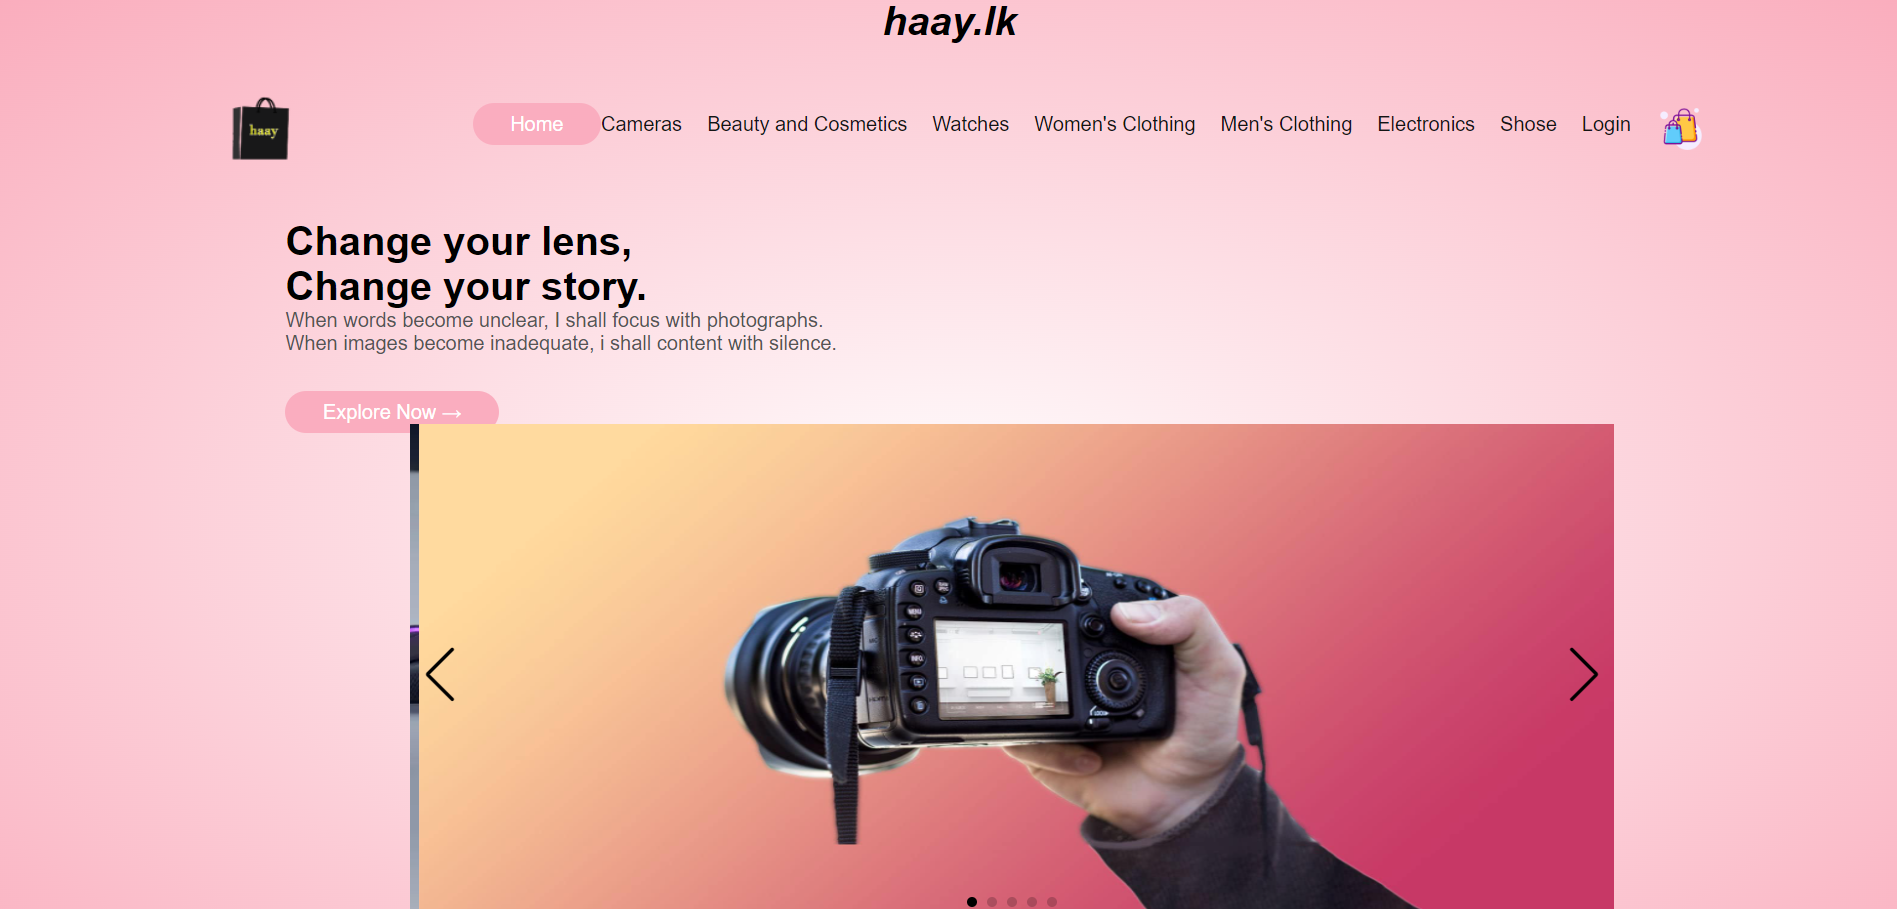 haay.lk
haay
Home Cameras Beauty and Cosmetics Watches Women's Clothing Men's Clothing Electronics Shose Login
Change your lens,
Change your story.
When words become unclear, I shall focus with photographs.
When images become inadequate, i shall content with silence.
Explore Now →
MENU
INFO.